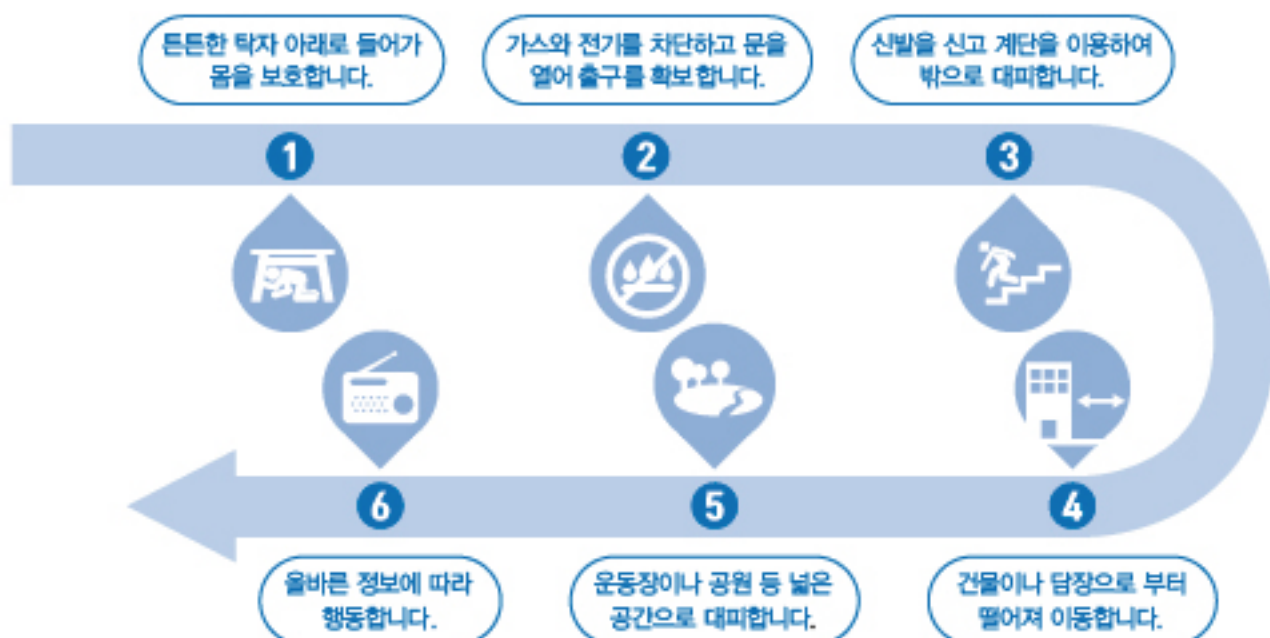 튼튼한 탁자 아래로 들어가
몸을 보호합니다.
가스와 전기를 차단하고 문을
열어 출구를 확보합니다.
신발을 신고 계단을 이용하여
밖으로 대피합니다.
1
2
3
4
건물이나 담장으로 부터
떨어져 이동합니다.
5
운동장이나 공원 등 넓은
공간으로 대피합니다.
6
올바른 정보에 따라
행동합니다.